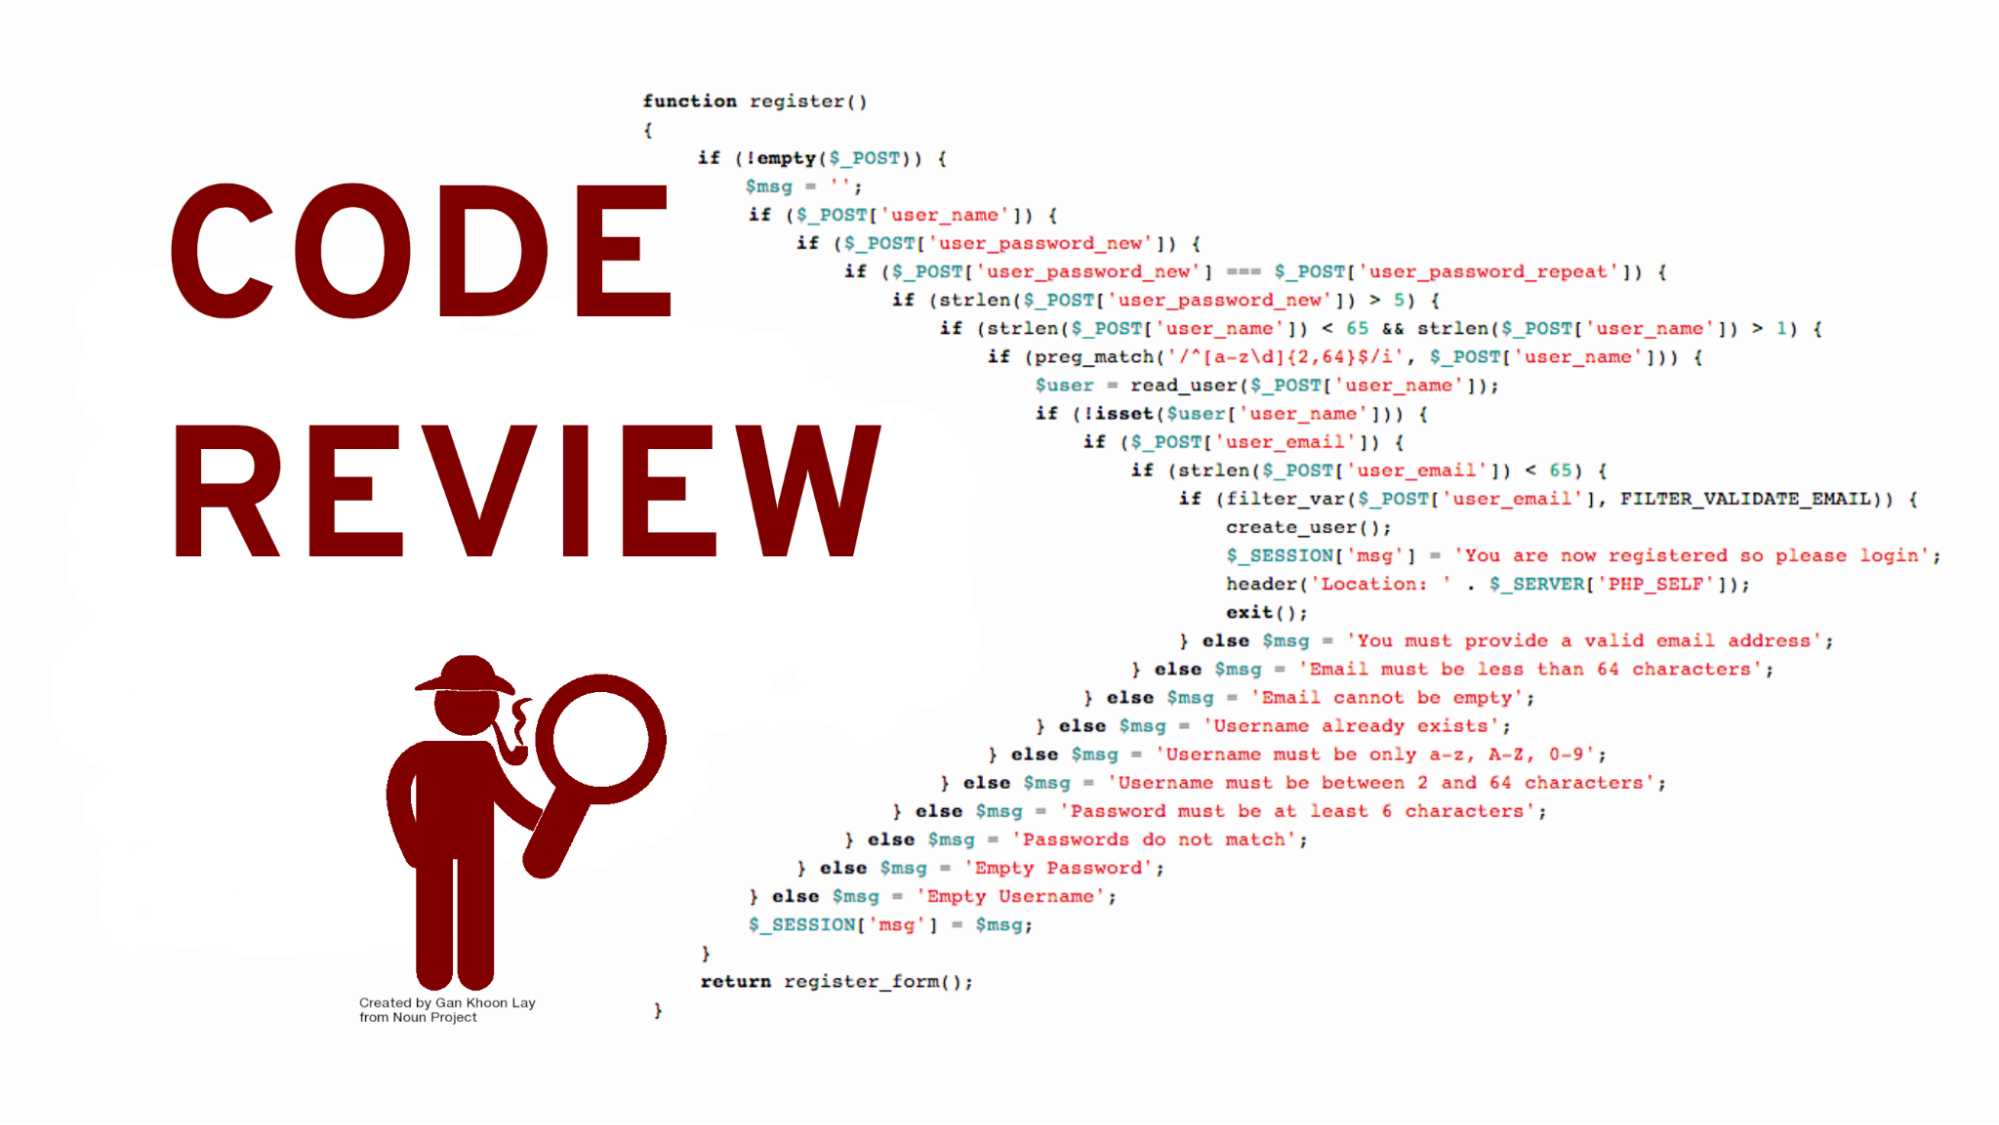 CODE
REVIEW
Created by Gan Khoon Lay
from Noun Project
function register()
{
    if (!empty($_POST)) {
        $msg = '';
        if ($_POST['user_name']) {
            if ($_POST['user_password_new']) {
                if ($_POST['user_password_new'] === $_POST['user_password_repeat']) {
                    if (strlen($_POST['user_password_new']) > 5) {
                        if (strlen($_POST['user_name']) < 65 && strlen($_POST['user_name']) > 1) {
                            if (preg_match('/^[a-z\d]{2,64}$/i', $_POST['user_name'])) {
                                $user = read_user($_POST['user_name']);
                                if (!isset($user['user_name'])) {
                                    if ($_POST['user_email']) {
                                        if (strlen($_POST['user_email']) < 65) {
                                            if (filter_var($_POST['user_email'], FILTER_VALIDATE_EMAIL)) {
                                                create_user();
                                                $_SESSION['msg'] = 'You are now registered so please login';
                                                header('Location: ' . $_SERVER['PHP_SELF']);
                                                exit();
                                            } else $msg = 'You must provide a valid email address';
                                        } else $msg = 'Email must be less than 64 characters';
                                    } else $msg = 'Email cannot be empty';
                                } else $msg = 'Username already exists';
                            } else $msg = 'Username must be only a-z, A-Z, 0-9';
                        } else $msg = 'Username must be between 2 and 64 characters';
                    } else $msg = 'Password must be at least 6 characters';
                } else $msg = 'Passwords do not match';
            } else $msg = 'Empty Password';
        } else $msg = 'Empty Username';
        $_SESSION['msg'] = $msg;
    }
    return register_form();
}